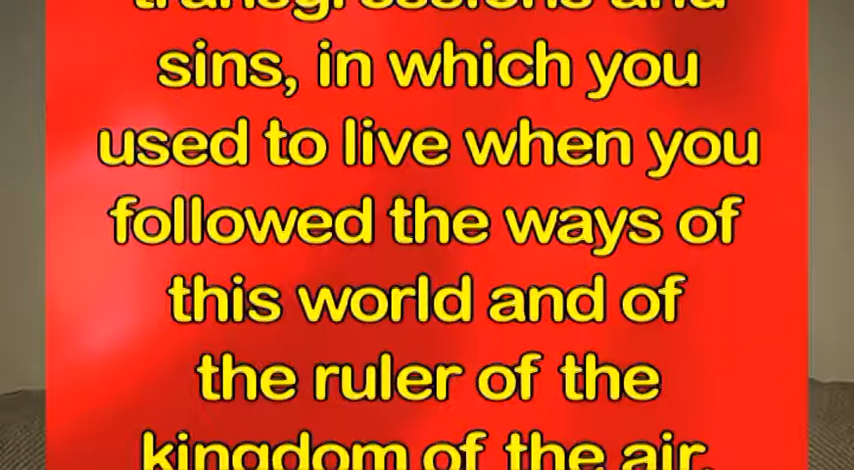 transgressions and
sins, in which you
used to live when you
followed the ways of
this world and of
the ruler of the
kingdom of the air,